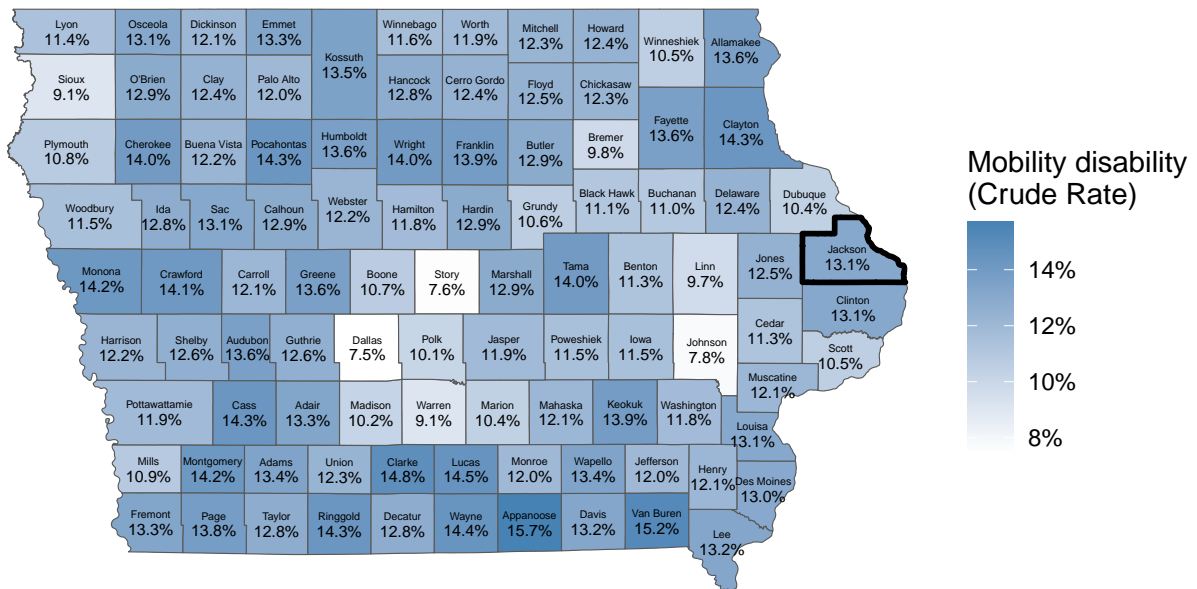 Lyon
11.4%
Osceola
13.1%
Dickinson
12.1%
Emmet
13.3%
Kossuth
13.5%
Winnebago
11.6%
Worth
11.9%
Mitchell
12.3%
Howard
12.4%
Winneshiek
10.5%
Allamakee
13.6%
Sioux
9.1%
O'Brien
12.9%
Clay
12.4%
Palo Alto
12.0%
Hancock
12.8%
Cerro Gordo
12.4%
Floyd
12.5%
Chickasaw
12.3%
Fayette
13.6%
Clayton
14.3%
Plymouth
10.8%
Cherokee
14.0%
Buena Vista
12.2%
Pocahontas
14.3%
Humboldt
13.6%
Wright
14.0%
Franklin
13.9%
Butler
12.9%
Bremer
9.8%
Woodbury
11.5%
Ida
12.8%
Sac
13.1%
Calhoun
12.9%
Webster
12.2%
Hamilton
11.8%
Hardin
12.9%
Grundy
10.6%
Black Hawk
11.1%
Buchanan
11.0%
Delaware
12.4%
Dubuque
10.4%
Monona
14.2%
Crawford
14.1%
Carroll
12.1%
Greene
13.6%
Boone
10.7%
Story
7.6%
Marshall
12.9%
Tama
14.0%
Benton
11.3%
Linn
9.7%
Jones
12.5%
Jackson
13.1%
Clinton
13.1%
Harrison
12.2%
Shelby
12.6%
Audubon
13.6%
Guthrie
12.6%
Dallas
7.5%
Polk
10.1%
Jasper
11.9%
Poweshiek
11.5%
Iowa
11.5%
Johnson
7.8%
Cedar
11.3%
Scott
10.5%
Muscatine
12.1%
Pottawattamie
11.9%
Cass
14.3%
Adair
13.3%
Madison
10.2%
Warren
9.1%
Marion
10.4%
Mahaska
12.1%
Keokuk
13.9%
Washington
11.8%
Louisa
13.1%
Mills
10.9%
Montgomery
14.2%
Adams
13.4%
Union
12.3%
Clarke
14.8%
Lucas
14.5%
Monroe
12.0%
Wapello
13.4%
Jefferson
12.0%
Henry
12.1%
Des Moines
13.0%
Fremont
13.3%
Page
13.8%
Taylor
12.8%
Ringgold
14.3%
Decatur
12.8%
Wayne
14.4%
Appanoose
15.7%
Davis
13.2%
Van Buren
15.2%
Lee
13.2%
Mobility disability
(Crude Rate)
14%
12%
10%
8%